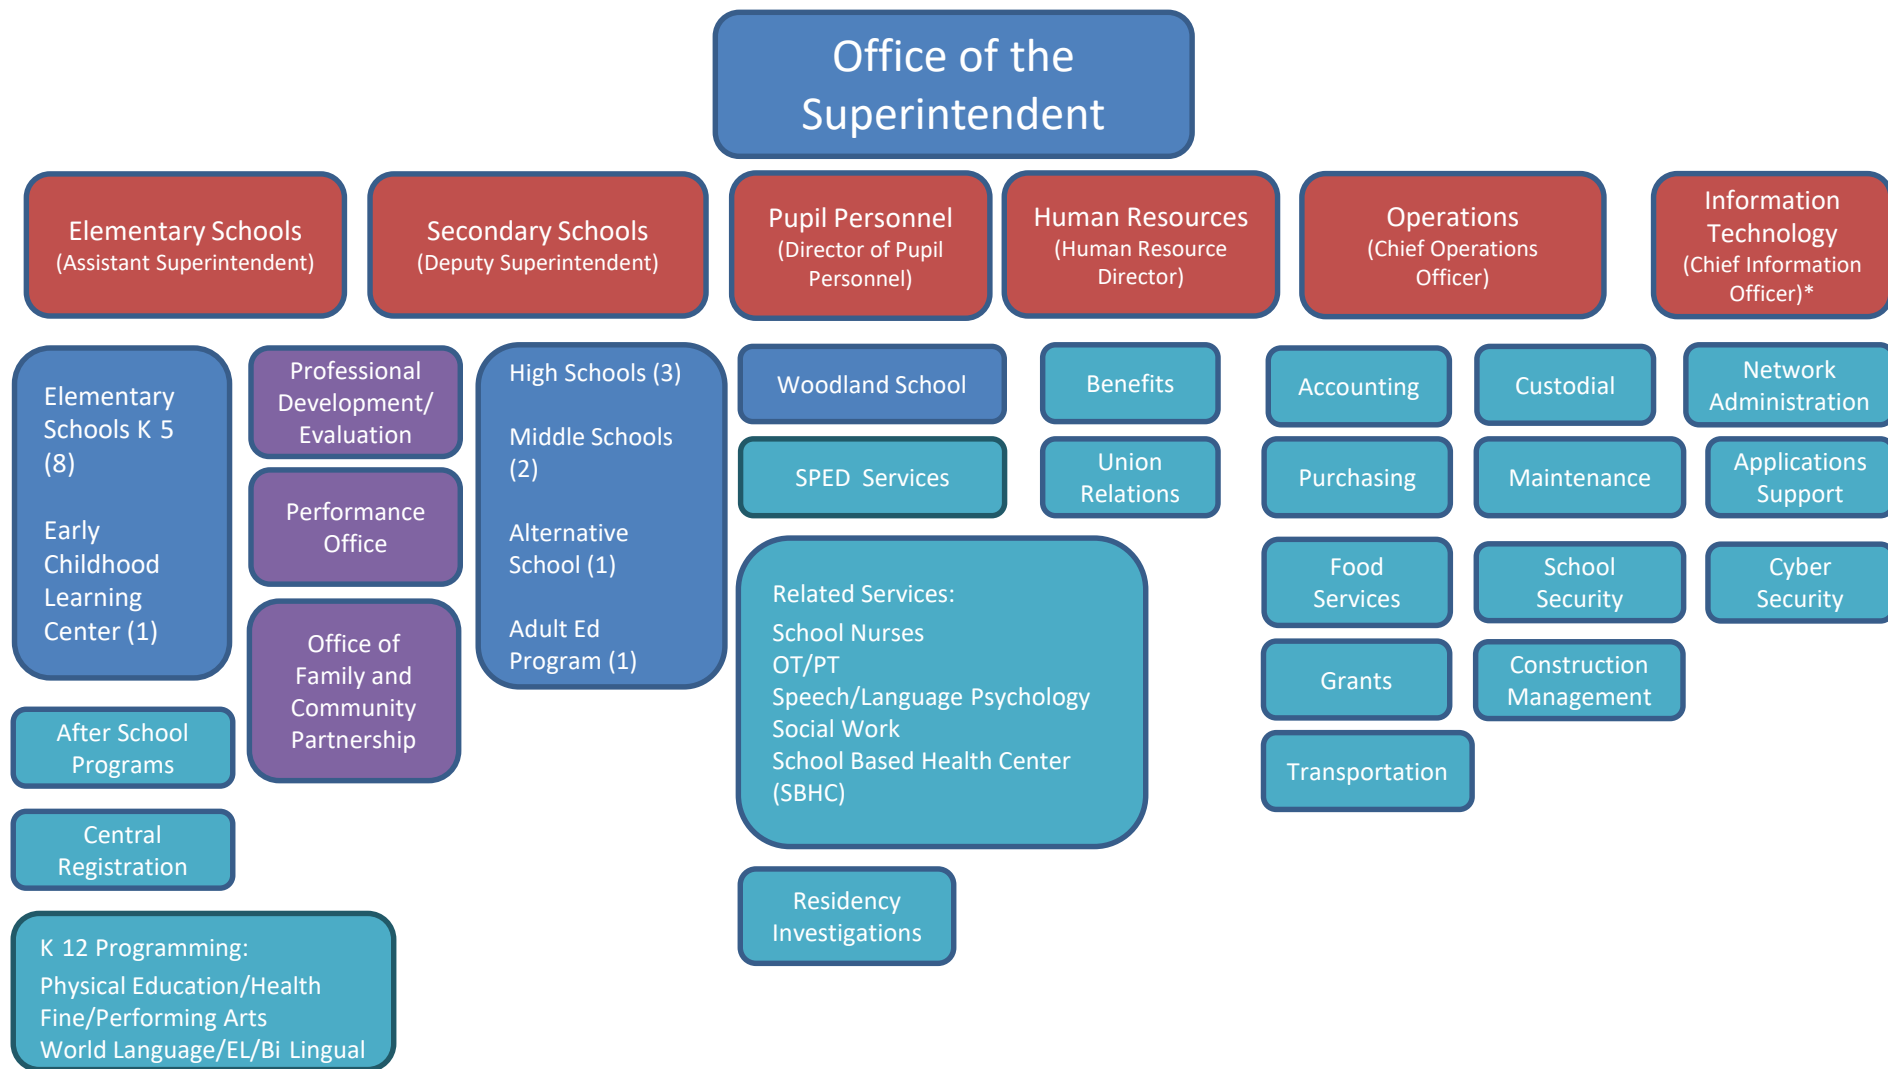 Office of the
Superintendent
Elementary Schools
(Assistant Superintendent)
Secondary Schools
(Deputy Superintendent)
Pupil Personnel
(Director of Pupil
Personnel)
Human Resources
(Human Resource
Director)
Operations
(Chief Operations
Officer)
Information
Technology
(Chief Information
Officer)*
Elementary
Schools K 5
(8)
Early
Childhood
Learning
Center (1)
After School
Programs
Central
Registration
K 12 Programming:
Physical Education/Health
Fine/Performing Arts
World Language/EL/Bi Lingual
Professional
Development/
Evaluation
Performance
Office
Office of
Family and
Community
Partnership
High Schools (3)
Middle Schools
(2)
Alternative
School (1)
Adult Ed
Program (1)
Woodland School
SPED Services
Related Services:
School Nurses
OT/PT
Speech/Language Psychology
Social Work
School Based Health Center
(SBHC)
Residency
Investigations
Benefits
Union
Relations
Accounting
Purchasing
Food
Services
Grants
Transportation
Custodial
Maintenance
School
Security
Construction
Management
Network
Administration
Applications
Support
Cyber
Security